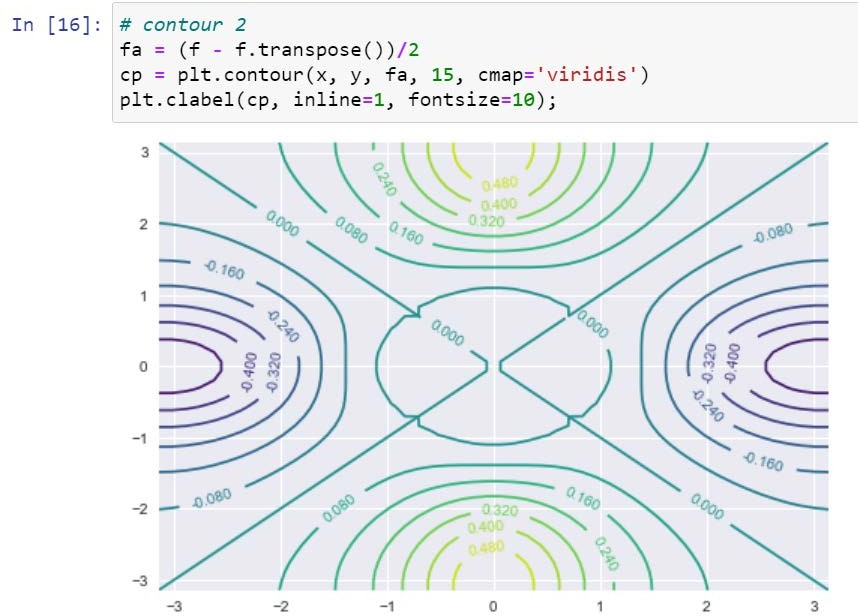 In [16]: # contour 2
fa = (f - f.transpose())/2
cp = plt.contour(x, y, fa, 15, cmap='viridis')
plt.clabel(cp, inline=1, fontsize=10);
3
0.240 0.480
0.400
0.320
2
0.000 0.080 0.160 -0.080
-0.160
1
-0.240 0.000 0.000
0
-0.400 -0.320 -0.320 -0.400
-0.240
−1
-0.160
-0.080 0.080 0.160 0.000
−2
0.320
0.400
0.480 0.240
−3
−3 −2 −1 0 1 2 3